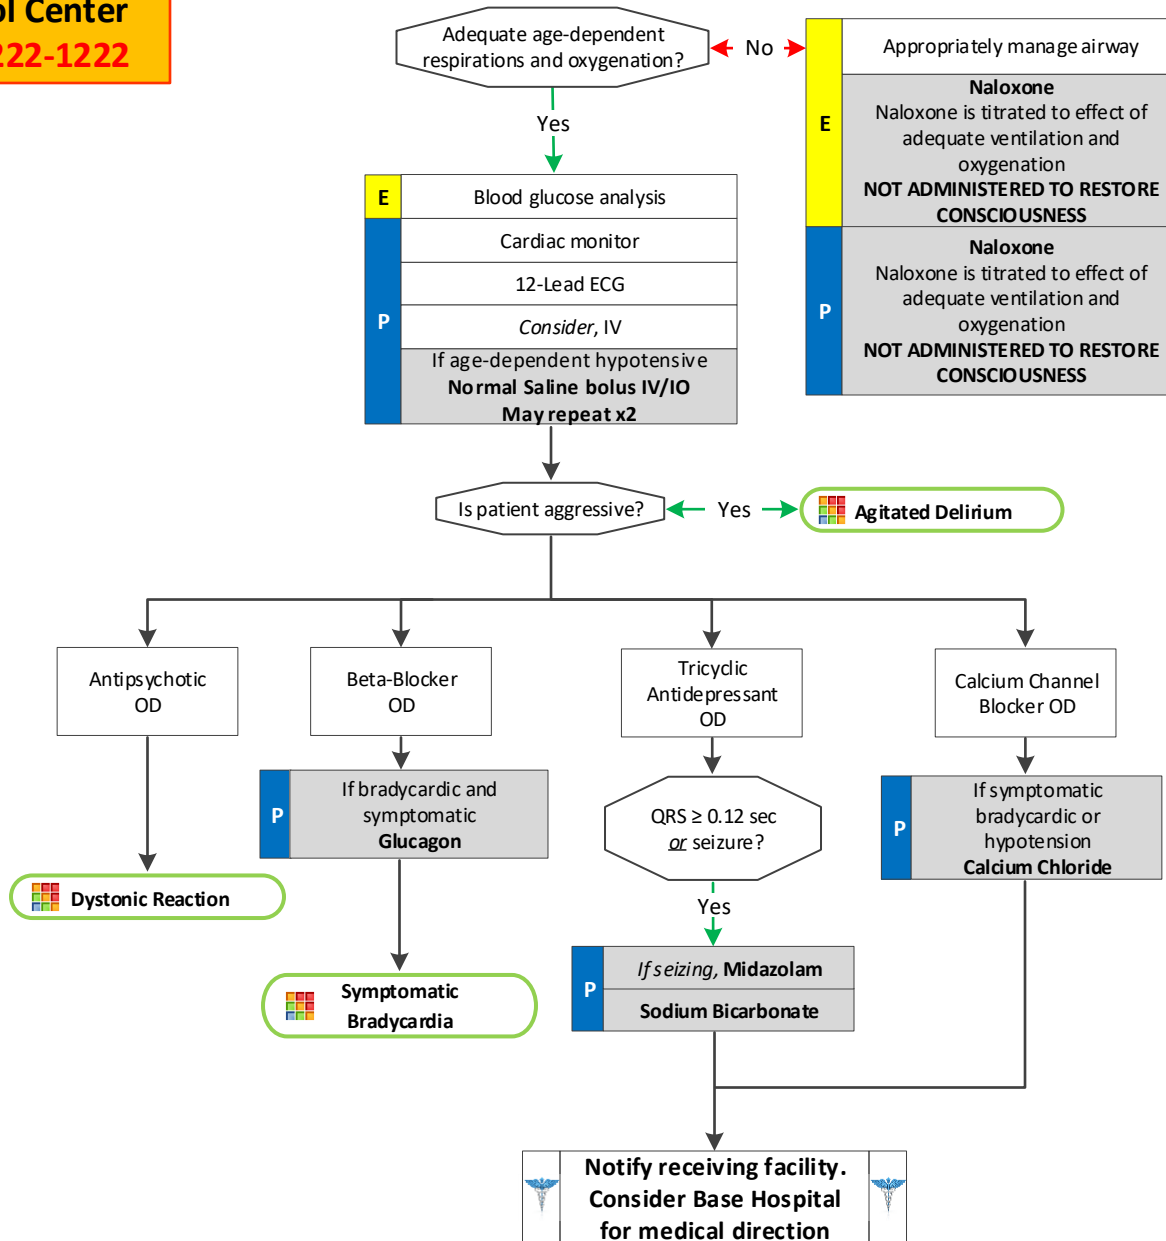 ol Center
222-1222
Adequate age-dependent
respirations and oxygenation?
No
Yes
E
Appropriately manage airway
Naloxone
Naloxone is titrated to effect of
adequate ventilation and
oxygenation
NOT ADMINISTERED TO RESTORE
CONSCIOUSNESS
P
Naloxone
Naloxone is titrated to effect of
adequate ventilation and
oxygenation
NOT ADMINISTERED TO RESTORE
CONSCIOUSNESS
E
Blood glucose analysis
P
Cardiac monitor
12-Lead ECG
Consider, IV
If age-dependent hypotensive
Normal Saline bolus IV/IO
May repeat x2
Is patient aggressive?
Yes
Agitated Delirium
Antipsychotic
OD
Beta-Blocker
OD
Tricyclic
Antidepressant
OD
Calcium Channel
Blocker OD
P
If bradycardic and
symptomatic
Glucagon
QRS ≥ 0.12 sec
or seizure?
P
If symptomatic
bradycardic or
hypotension
Calcium Chloride
Dystonic Reaction
Yes
Symptomatic
Bradycardia
P
If seizing, Midazolam
Sodium Bicarbonate
Notify receiving facility.
Consider Base Hospital
for medical direction